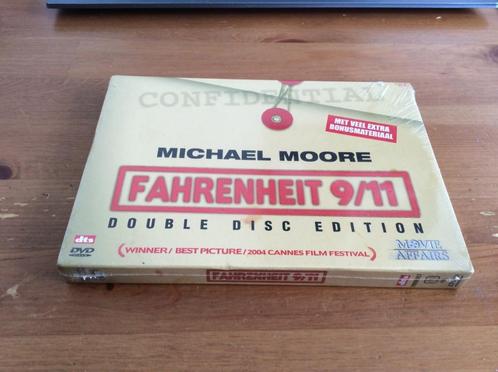 CONFIDENTIAL
MET VEEL EXTRA
BONUSMATERIAAL
MICHAEL MOORE
FAHRENHEIT 9/11
DOUBLE DISC EDITION
dts
DVD
(WINNER/ BEST PICTURE/ 2004 CANNES FILM FESTIVAL)
MOVIE
AFFAIRS
FAHRENHEIT 9/11